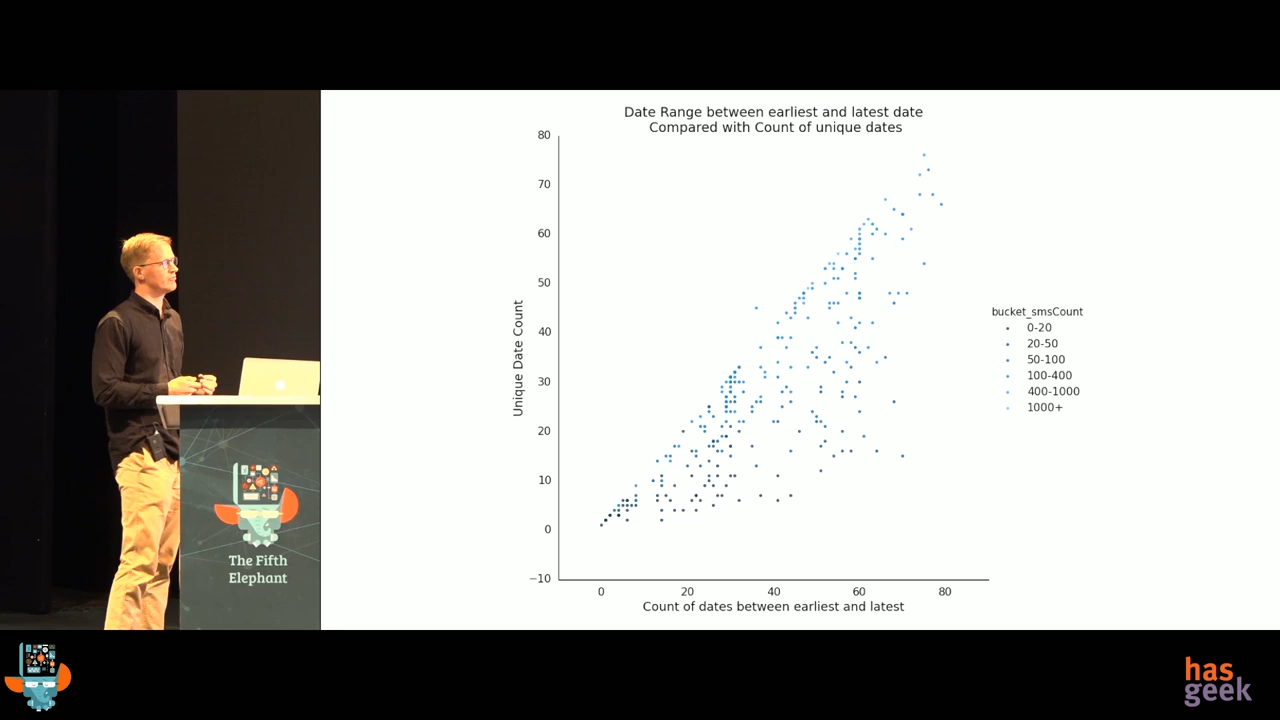 Date Range between earliest and latest date
Compared with Count of unique dates
80
70
60
50
40
30
20
10
0
−10
Unique Date Count
0 20 40 60 80
Count of dates between earliest and latest
bucket_smsCount
0-20
20-50
50-100
100-400
400-1000
1000+
The Fifth
Elephant
has
geek